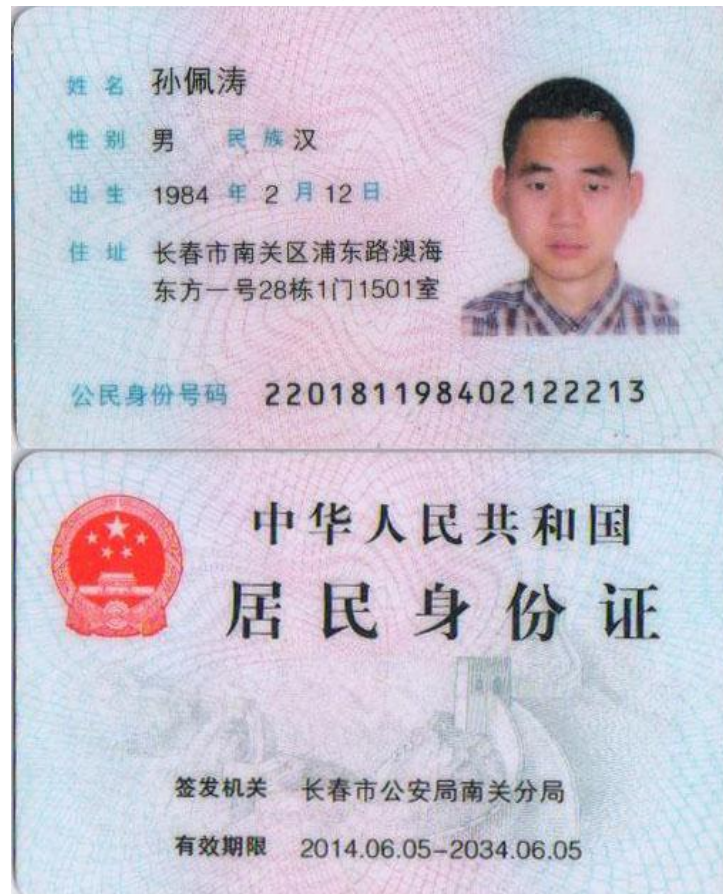 姓名 孙佩涛
性别 男 民族 汉
出生 1984 年 2 月 12 日
住址 长春市南关区浦东路澳海
东方一号28栋1门1501室
公民身份号码 220181198402122213
中华人民共和国
居民身份证
签发机关 长春市公安局南关分局
有效期限 2014.06.05-2034.06.05